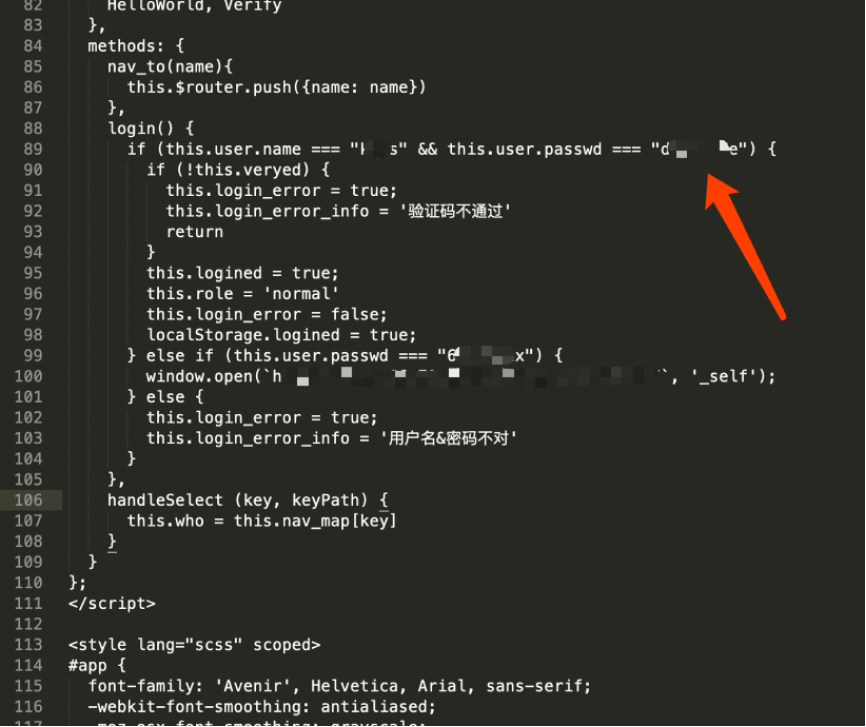 82 HelloWorld, Verify
83 },
84 methods: {
85 nav_to(name){
86 this.$router.push({name: name})
87 },
88 login() {
89 if (this.user.name === " s" && this.user.passwd === "d e") {
90 if (!this.veryed) {
91 this.login_error = true;
92 this.login_error_info = '验证码不通过'
93 return
94 }
95 this.logined = true;
96 this.role = 'normal'
97 this.login_error = false;
98 localStorage.logined = true;
99 } else if (this.user.passwd === "6 x") {
100 window.open(`h `, '_self');
101 } else {
102 this.login_error = true;
103 this.login_error_info = '用户名&密码不对'
104 }
105 },
106 handleSelect (key, keyPath) {
107 this.who = this.nav_map[key]
108 }
109 }
110 };
111 </script>
112
113 <style lang="scss" scoped>
114 #app {
115 font-family: 'Avenir', Helvetica, Arial, sans-serif;
116 -webkit-font-smoothing: antialiased;
117 -moz-osx-font-smoothing: grayscale;